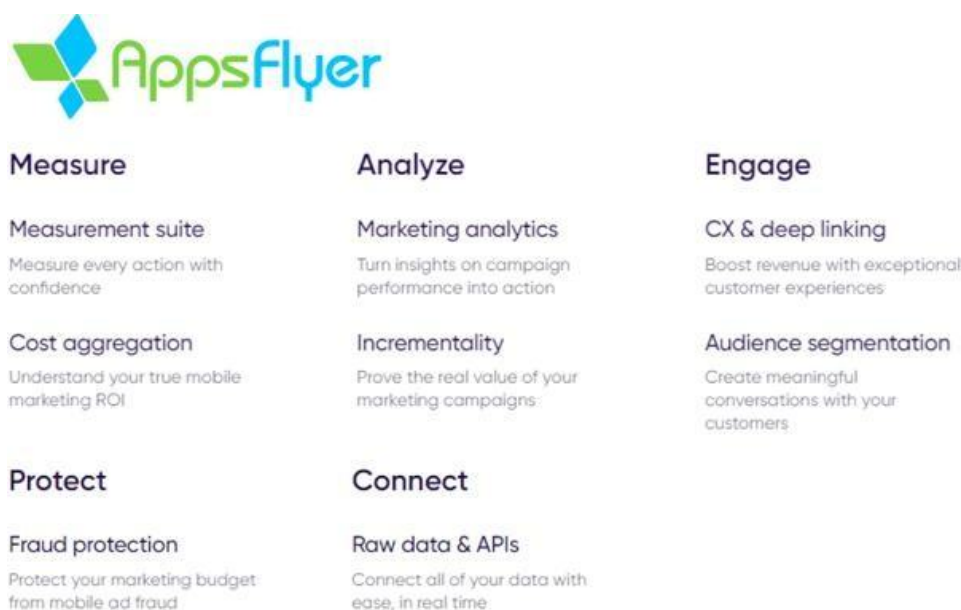 AppsFlyer
Measure
Measurement suite
Measure every action with
confidence
Cost aggregation
Understand your true mobile
marketing ROI
Analyze
Marketing analytics
Turn insights on campaign
performance into action
Incrementality
Prove the real value of your
marketing campaigns
Engage
CX & deep linking
Boost revenue with exceptional
customer experiences
Audience segmentation
Create meaningful
conversations with your
customers
Protect
Fraud protection
Protect your marketing budget
from mobile ad fraud
Connect
Raw data & APIs
Connect all of your data with
ease, in real time